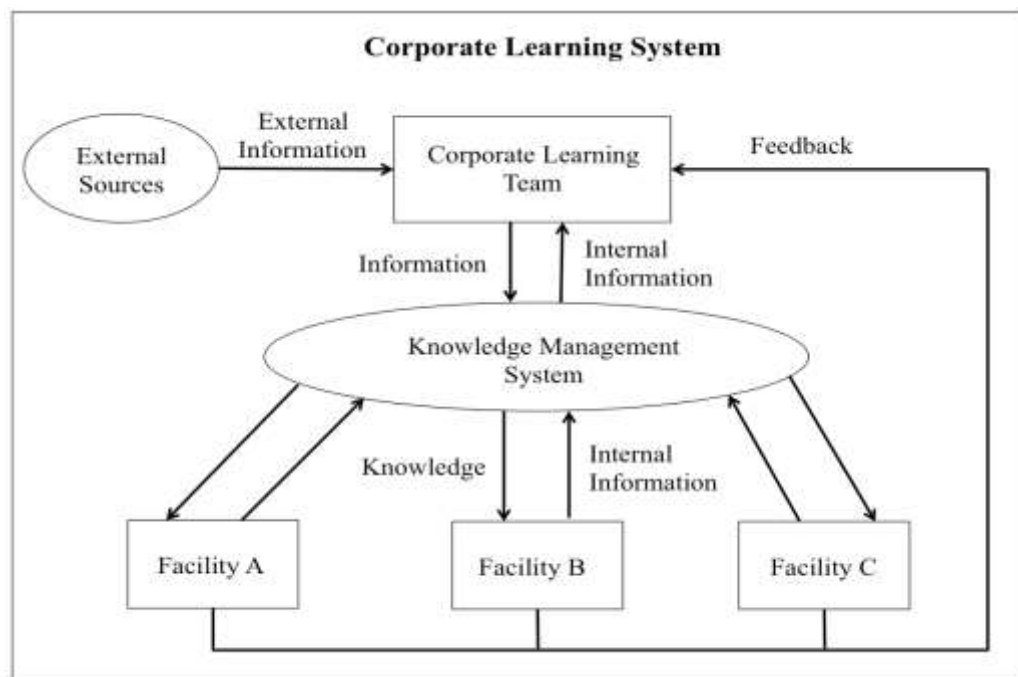 Corporate Learning System
External
Information
External
Sources
Corporate Learning
Team
Feedback
Information
Internal
Information
Knowledge Management
System
Knowledge
Internal
Information
Facility A
Facility B
Facility C